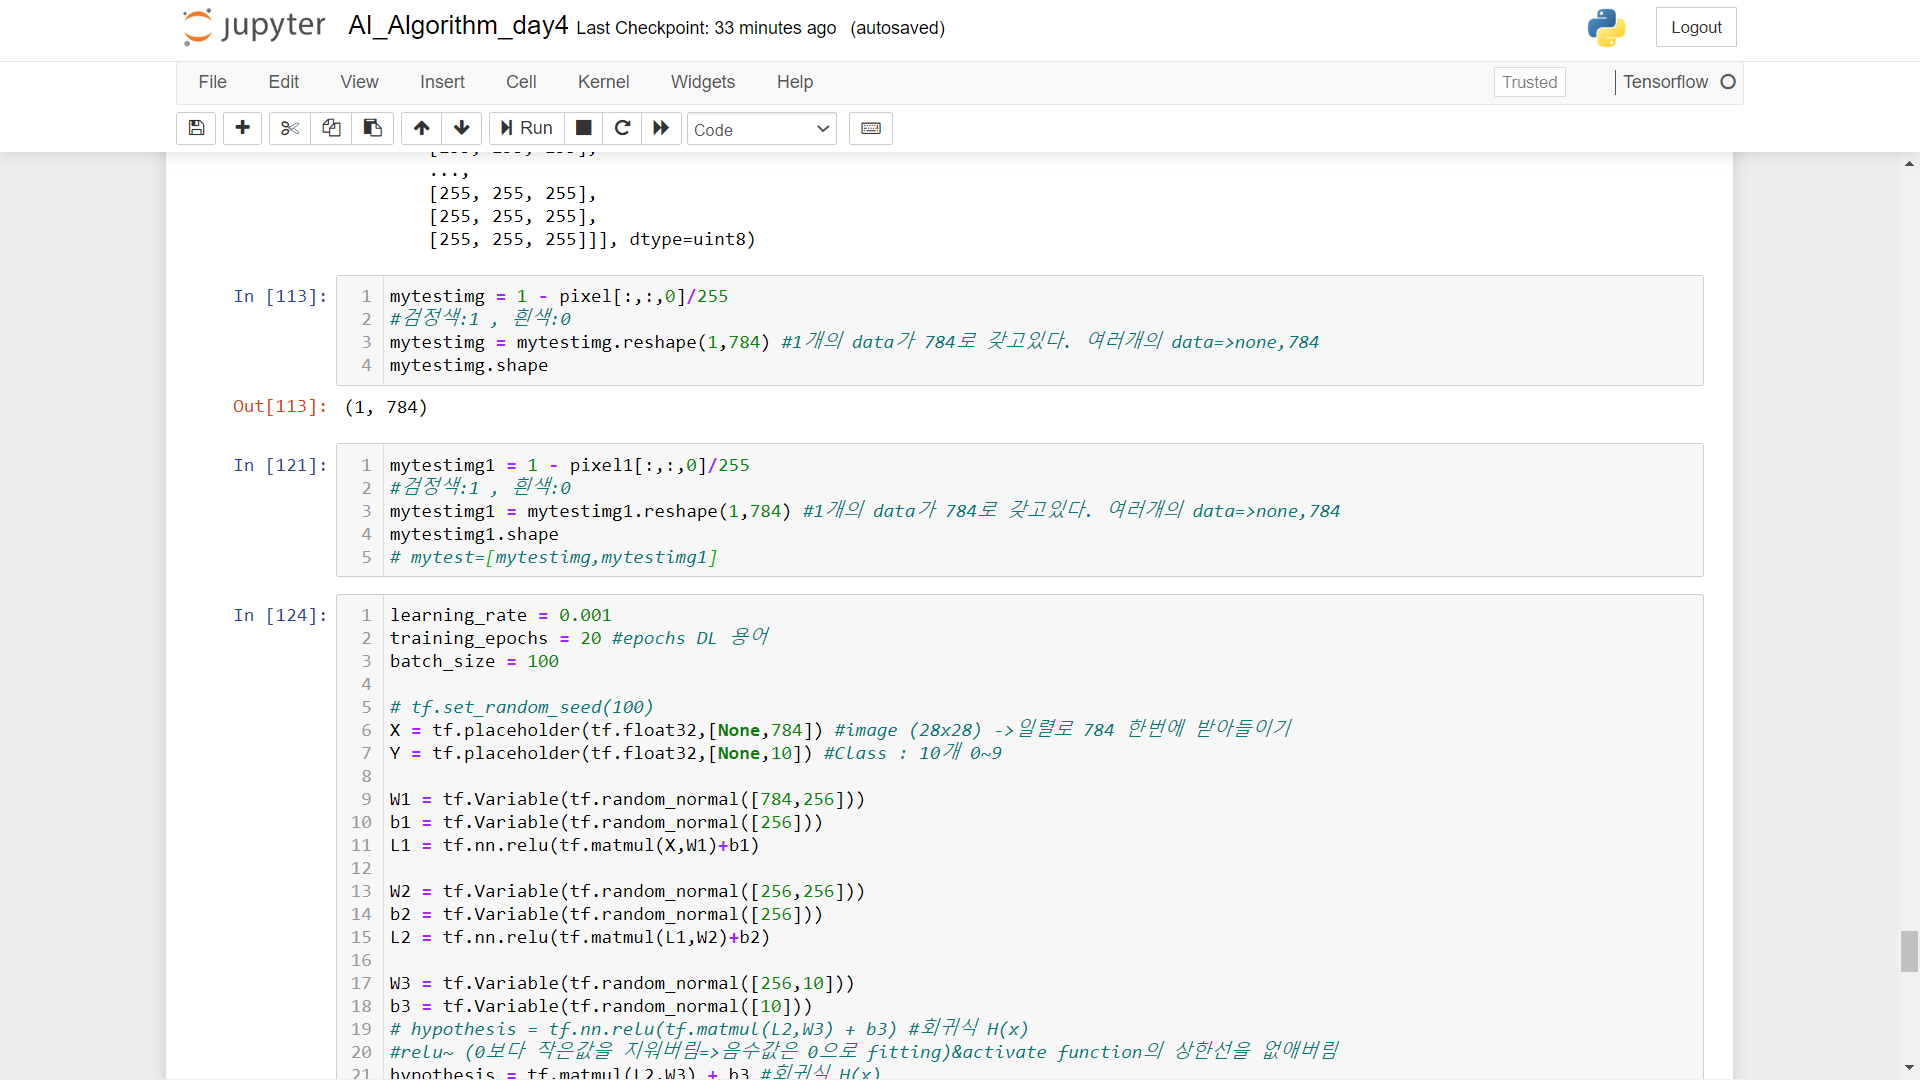 jupyter AI_Algorithm_day4 Last Checkpoint: 33 minutes ago (autosaved) Logout
File Edit View Insert Cell Kernel Widgets Help Trusted Tensorflow
Run Code
...,
[255, 255, 255],
[255, 255, 255],
[255, 255, 255]]], dtype=uint8)
In [113]:
1 mytestimg = 1 - pixel[:,:,0]/255
2 #검정색:1 , 흰색:0
3 mytestimg = mytestimg.reshape(1,784) #1개의 data가 784로 갖고있다. 여러개의 data=>none,784
4 mytestimg.shape
Out[113]: (1, 784)
In [121]:
1 mytestimg1 = 1 - pixel1[:,:,0]/255
2 #검정색:1 , 흰색:0
3 mytestimg1 = mytestimg1.reshape(1,784) #1개의 data가 784로 갖고있다. 여러개의 data=>none,784
4 mytestimg1.shape
5 # mytest=[mytestimg,mytestimg1]
In [124]:
1 learning_rate = 0.001
2 training_epochs = 20 #epochs DL 용어
3 batch_size = 100
4
5 # tf.set_random_seed(100)
6 X = tf.placeholder(tf.float32,[None,784]) #image (28x28) ->일렬로 784 한번에 받아들이기
7 Y = tf.placeholder(tf.float32,[None,10]) #Class : 10개 0~9
8
9 W1 = tf.Variable(tf.random_normal([784,256]))
10 b1 = tf.Variable(tf.random_normal([256]))
11 L1 = tf.nn.relu(tf.matmul(X,W1)+b1)
12
13 W2 = tf.Variable(tf.random_normal([256,256]))
14 b2 = tf.Variable(tf.random_normal([256]))
15 L2 = tf.nn.relu(tf.matmul(L1,W2)+b2)
16
17 W3 = tf.Variable(tf.random_normal([256,10]))
18 b3 = tf.Variable(tf.random_normal([10]))
19 # hypothesis = tf.nn.relu(tf.matmul(L2,W3) + b3) #회귀식 H(x)
20 #relu~ (0보다 작은값을 지워버림=>음수값은 0으로 fitting)&activate function의 상한선을 없애버림
21 hypothesis = tf.matmul(L2,W3) + b3 #회귀식 H(x)